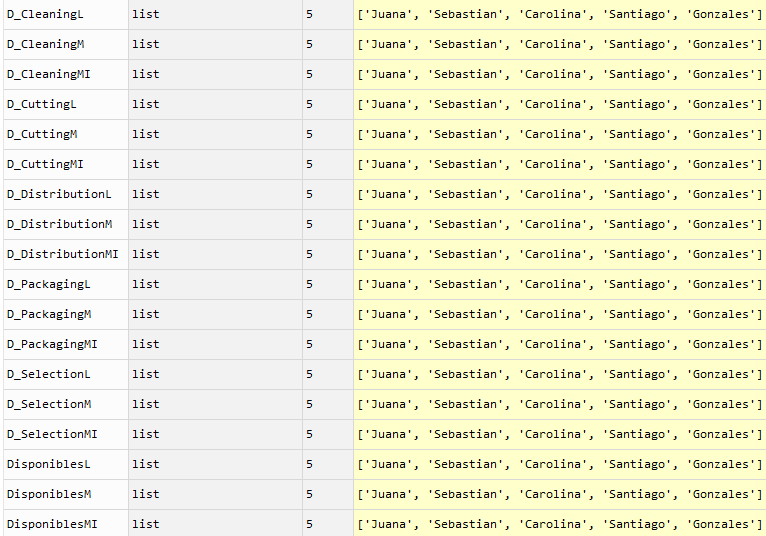 D_CleaningL list 5 ['Juana', 'Sebastian', 'Carolina', 'Santiago', 'Gonzales']
D_CleaningM list 5 ['Juana', 'Sebastian', 'Carolina', 'Santiago', 'Gonzales']
D_CleaningMI list 5 ['Juana', 'Sebastian', 'Carolina', 'Santiago', 'Gonzales']
D_CuttingL list 5 ['Juana', 'Sebastian', 'Carolina', 'Santiago', 'Gonzales']
D_CuttingM list 5 ['Juana', 'Sebastian', 'Carolina', 'Santiago', 'Gonzales']
D_CuttingMI list 5 ['Juana', 'Sebastian', 'Carolina', 'Santiago', 'Gonzales']
D_DistributionL list 5 ['Juana', 'Sebastian', 'Carolina', 'Santiago', 'Gonzales']
D_DistributionM list 5 ['Juana', 'Sebastian', 'Carolina', 'Santiago', 'Gonzales']
D_DistributionMI list 5 ['Juana', 'Sebastian', 'Carolina', 'Santiago', 'Gonzales']
D_PackagingL list 5 ['Juana', 'Sebastian', 'Carolina', 'Santiago', 'Gonzales']
D_PackagingM list 5 ['Juana', 'Sebastian', 'Carolina', 'Santiago', 'Gonzales']
D_PackagingMI list 5 ['Juana', 'Sebastian', 'Carolina', 'Santiago', 'Gonzales']
D_SelectionL list 5 ['Juana', 'Sebastian', 'Carolina', 'Santiago', 'Gonzales']
D_SelectionM list 5 ['Juana', 'Sebastian', 'Carolina', 'Santiago', 'Gonzales']
D_SelectionMI list 5 ['Juana', 'Sebastian', 'Carolina', 'Santiago', 'Gonzales']
DisponiblesL list 5 ['Juana', 'Sebastian', 'Carolina', 'Santiago', 'Gonzales']
DisponiblesM list 5 ['Juana', 'Sebastian', 'Carolina', 'Santiago', 'Gonzales']
DisponiblesMI list 5 ['Juana', 'Sebastian', 'Carolina', 'Santiago', 'Gonzales']